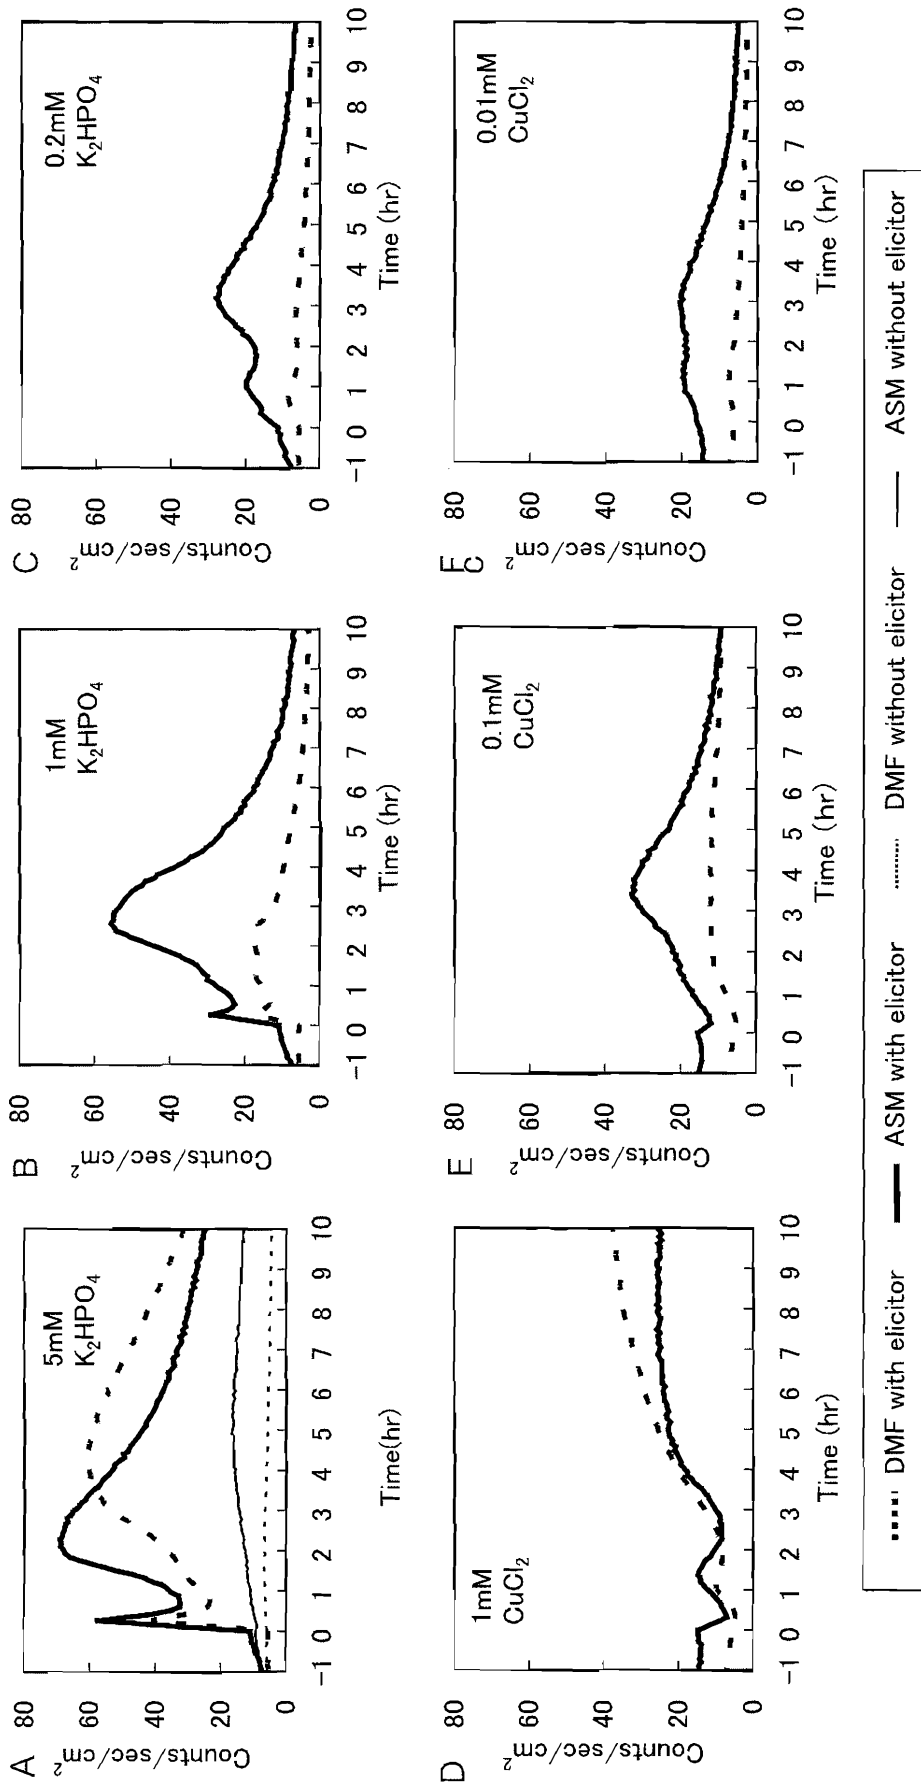 A
5mM
K2HPO4
80
60
40
20
0
Counts/sec/cm2
-1 0 1 2 3 4 5 6 7 8 9 10
Time(hr)
B
1mM
K2HPO4
80
60
40
20
0
Counts/sec/cm2
-1 0 1 2 3 4 5 6 7 8 9 10
Time (hr)
C
0.2mM
K2HPO4
80
60
40
20
0
Counts/sec/cm2
-1 0 1 2 3 4 5 6 7 8 9 10
Time (hr)
D
1mM
CuCl2
80
60
40
20
0
Counts/sec/cm2
-1 0 1 2 3 4 5 6 7 8 9 10
Time (hr)
E
0.1mM
CuCl2
80
60
40
20
0
Counts/sec/cm2
-1 0 1 2 3 4 5 6 7 8 9 10
Time (hr)
F
C
0.01mM
CuCl2
80
60
40
20
0
Counts/sec/cm2
-1 0 1 2 3 4 5 6 7 8 9 10
Time (hr)
DMF with elicitor ASM with elicitor DMF without elicitor ASM without elicitor